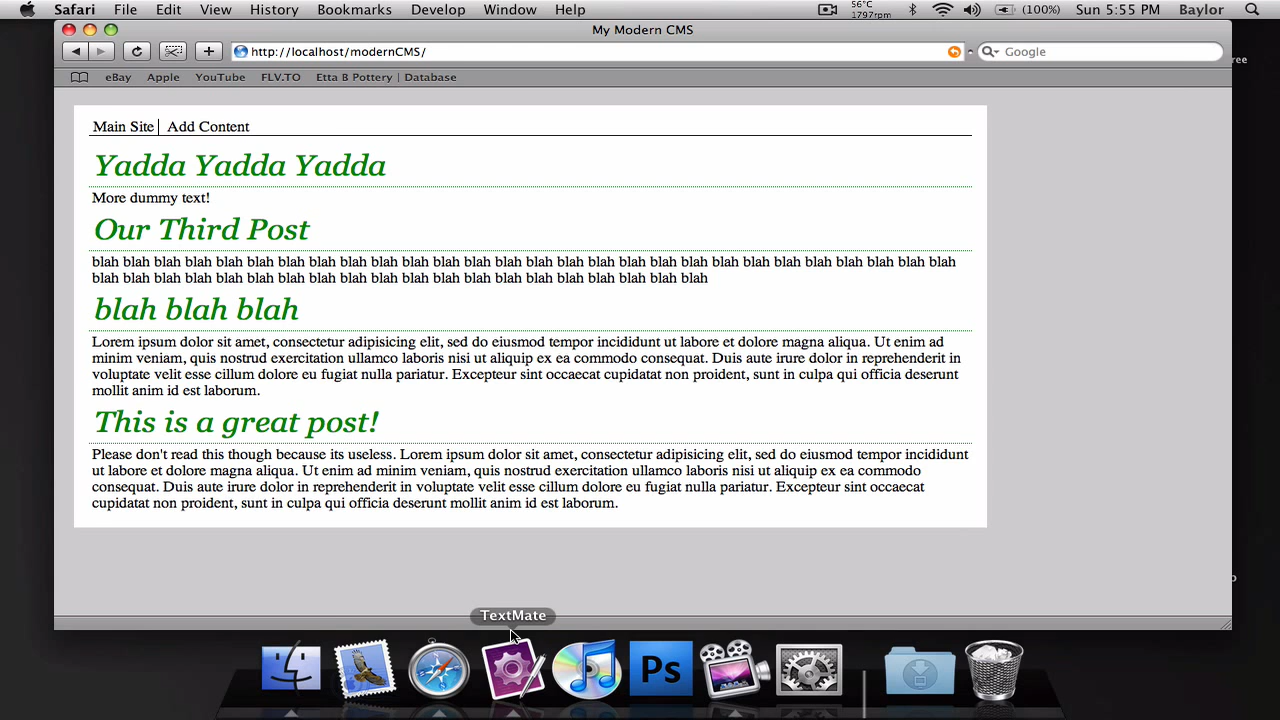 Safari File Edit View History Bookmarks Develop Window Help 56°C 1797rpm (100%) Sun 5:55 PM Baylor
My Modern CMS
http://localhost/modernCMS/ Google
eBay Apple YouTube FLV.TO Etta B Pottery | Database
ree
Main Site Add Content
Yadda Yadda Yadda
More dummy text!
Our Third Post
blah blah blah blah blah blah blah blah blah blah blah blah blah blah blah blah blah blah blah blah blah blah blah blah blah blah blah blah
blah blah blah blah blah blah blah blah blah blah blah blah blah blah blah blah blah blah blah blah
blah blah blah
Lorem ipsum dolor sit amet, consectetur adipisicing elit, sed do eiusmod tempor incididunt ut labore et dolore magna aliqua. Ut enim ad
minim veniam, quis nostrud exercitation ullamco laboris nisi ut aliquip ex ea commodo consequat. Duis aute irure dolor in reprehenderit in
voluptate velit esse cillum dolore eu fugiat nulla pariatur. Excepteur sint occaecat cupidatat non proident, sunt in culpa qui officia deserunt
mollit anim id est laborum.
This is a great post!
Please don't read this though because its useless. Lorem ipsum dolor sit amet, consectetur adipisicing elit, sed do eiusmod tempor incididunt
ut labore et dolore magna aliqua. Ut enim ad minim veniam, quis nostrud exercitation ullamco laboris nisi ut aliquip ex ea commodo
consequat. Duis aute irure dolor in reprehenderit in voluptate velit esse cillum dolore eu fugiat nulla pariatur. Excepteur sint occaecat
cupidatat non proident, sunt in culpa qui officia deserunt mollit anim id est laborum.
TextMate
Ps